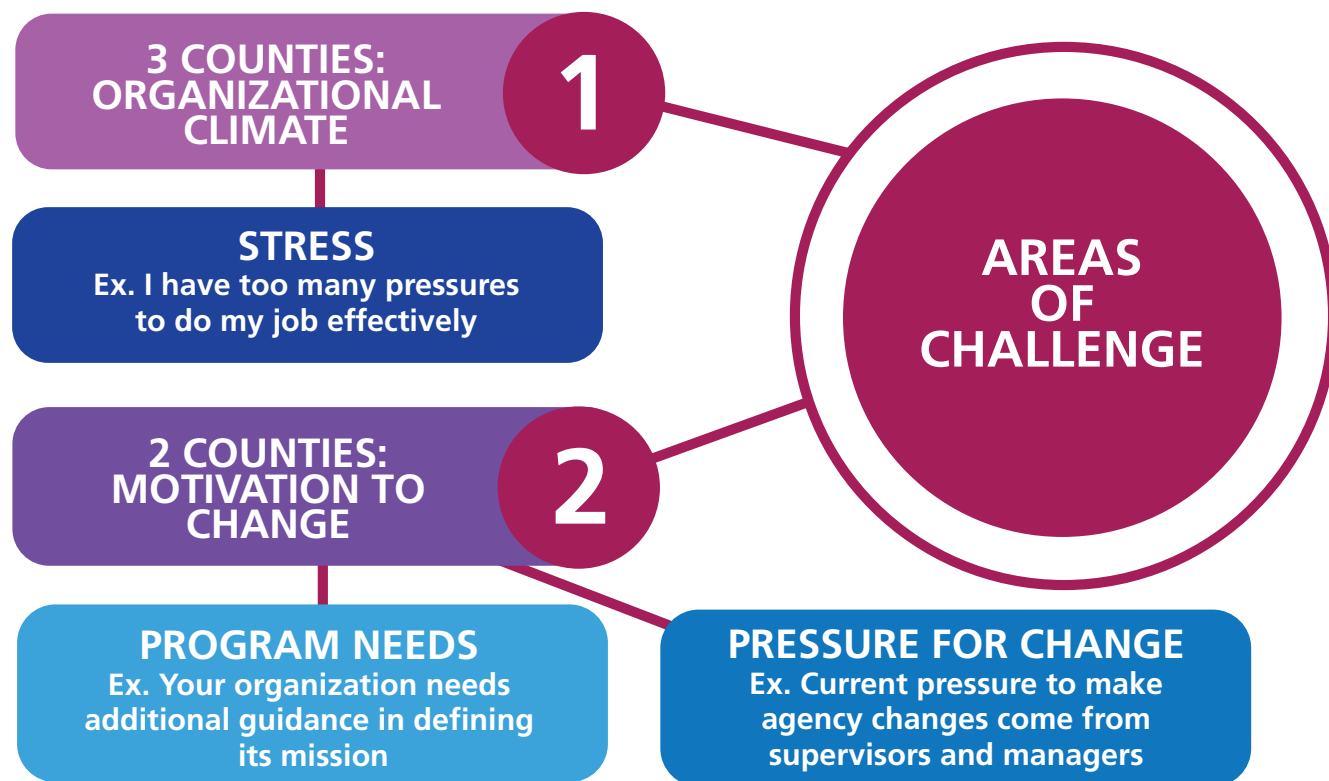 3 COUNTIES:
ORGANIZATIONAL
CLIMATE
1
STRESS
Ex. I have too many pressures
to do my job effectively
AREAS
OF
CHALLENGE
2 COUNTIES:
MOTIVATION TO
CHANGE
2
PROGRAM NEEDS
Ex. Your organization needs
additional guidance in defining
its mission
PRESSURE FOR CHANGE
Ex. Current pressure to make
agency changes come from
supervisors and managers